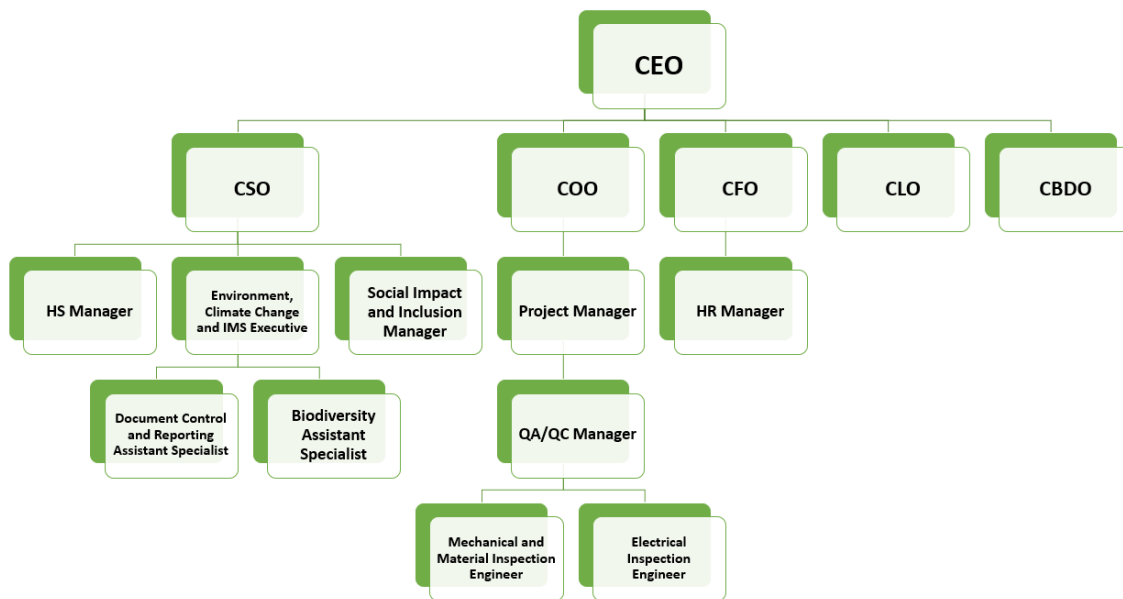 CEO
CSO
COO
CFO
CLO
CBDO
HS Manager
Environment,
Climate Change
and IMS Executive
Social Impact
and Inclusion
Manager
Project Manager
HR Manager
Document Control
and Reporting
Assistant Specialist
Biodiversity
Assistant
Specialist
QA/QC Manager
Mechanical and
Material Inspection
Engineer
Electrical
Inspection
Engineer